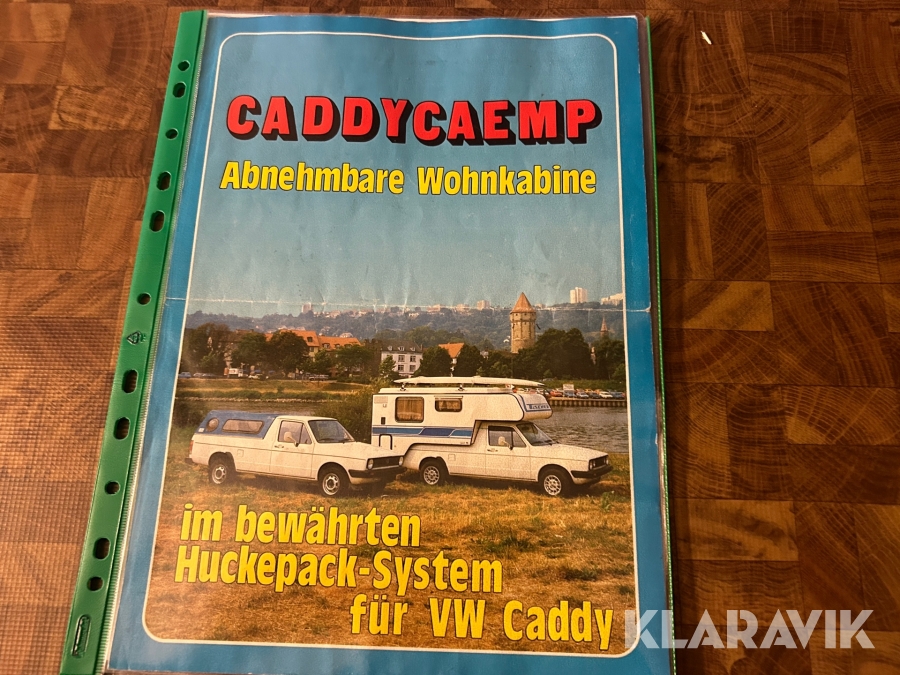 CADDYCAEMP
Abnehmbare Wohnkabine
im bewährten
Huckepack-System
für VW Caddy
KLARAVIK